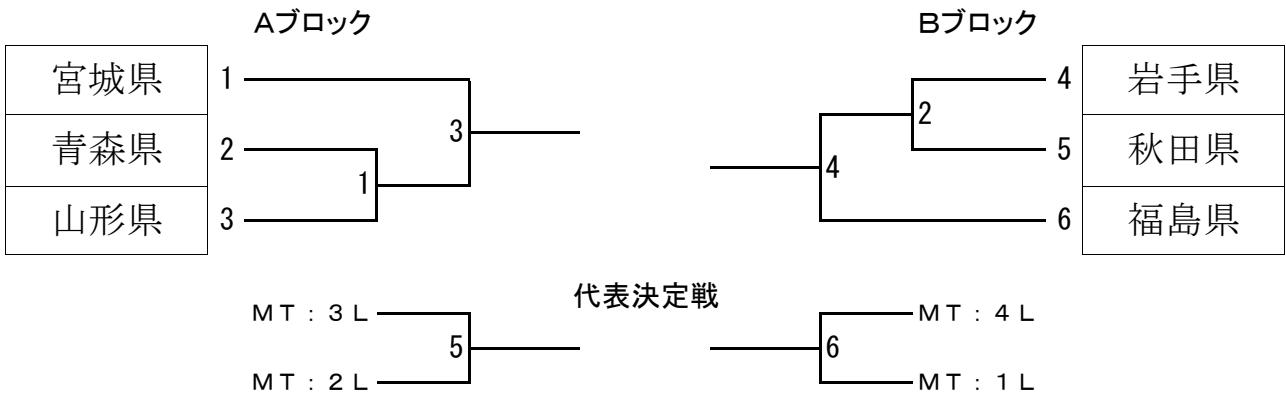 Aブロック
Bブロック
宮城県 1
青森県 2
山形県 3
3
1
4 岩手県
5 秋田県
6 福島県
2
4
代表決定戦
ＭＴ：３Ｌ
5
ＭＴ：２Ｌ
ＭＴ：４Ｌ
6
ＭＴ：１Ｌ